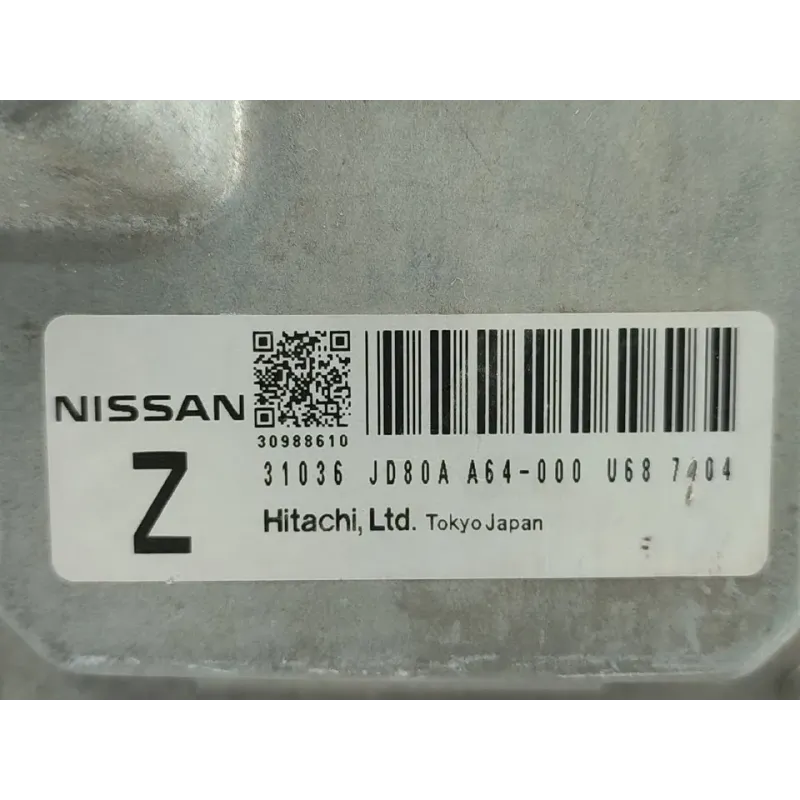 NISSAN
Z
30988610
31036 JD80A A64-000 U68 7404
Hitachi, Ltd. Tokyo Japan